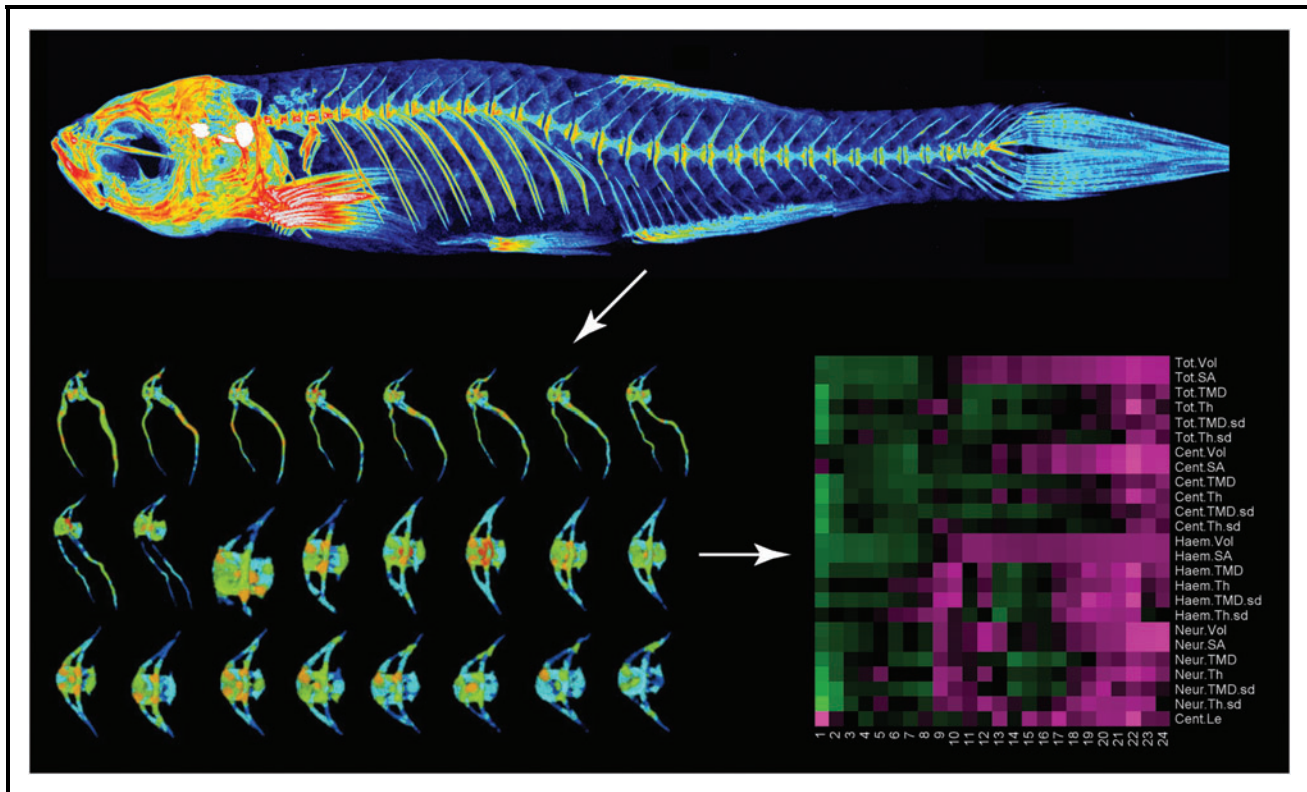 Tot.Vol
Tot.SA
Tot.TMD
Tot.Th
Tot.TMD.sd
Tot.Th.sd
Cent.Vol
Cent.SA
Cent.TMD
Cent.Th
Cent.TMD.sd
Cent.Th.sd
Haem.Vol
Haem.SA
Haem.TMD
Haem.Th
Haem.TMD.sd
Haem.Th.sd
Neur.Vol
Neur.SA
Neur.TMD
Neur.Th
Neur.TMD.sd
Neur.Th.sd
Cent.Le
1 2 3 4 5 6 7 8 9 10 11 12 13 14 15 16 17 18 19 20 21 22 23 24